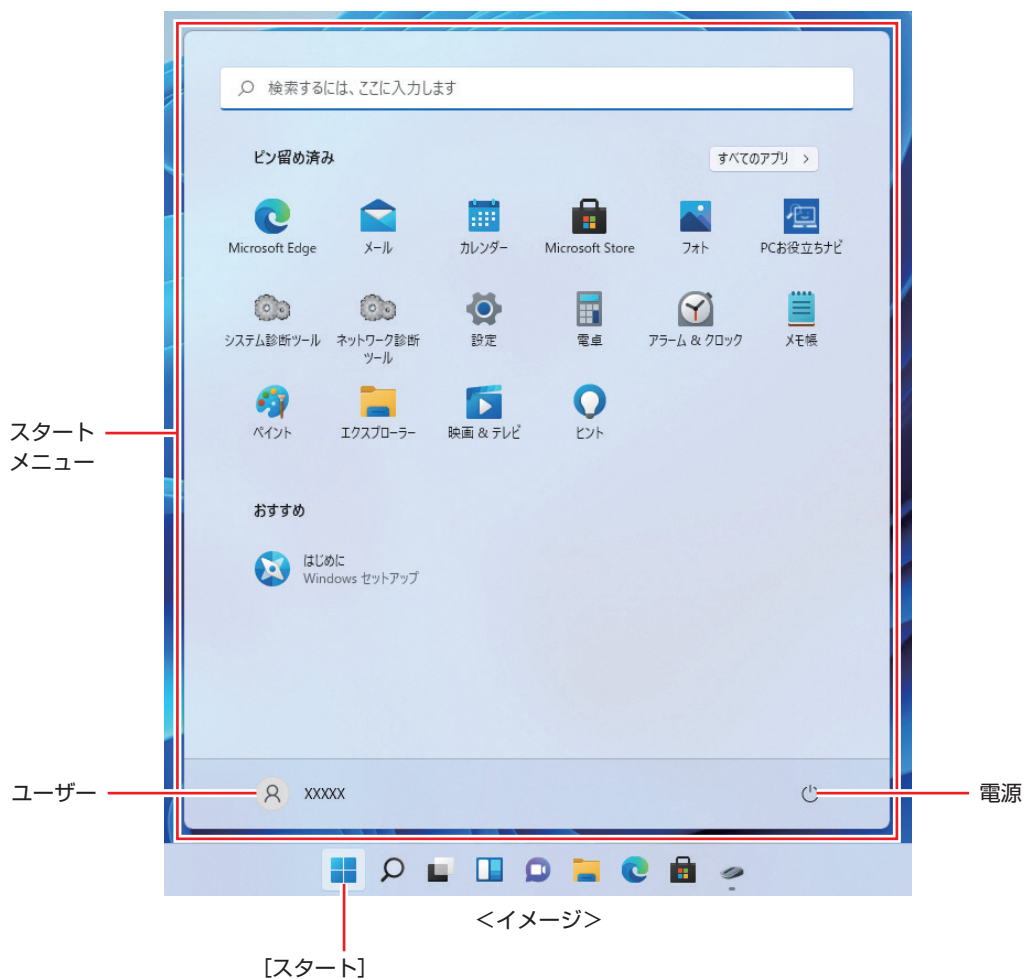 検索するには、ここに入力します
ピン留め済み
すべてのアプリ >
Microsoft Edge メール カレンダー Microsoft Store フォト PCお役立ちナビ
システム診断ツール ネットワーク診断 設定 電卓 アラーム & クロック メモ帳
ツール
ペイント エクスプローラー 映画 & テレビ ヒント
スタート
メニュー
おすすめ
はじめに
Windows セットアップ
ユーザー XXXXX 電源
<イメージ>
[スタート]